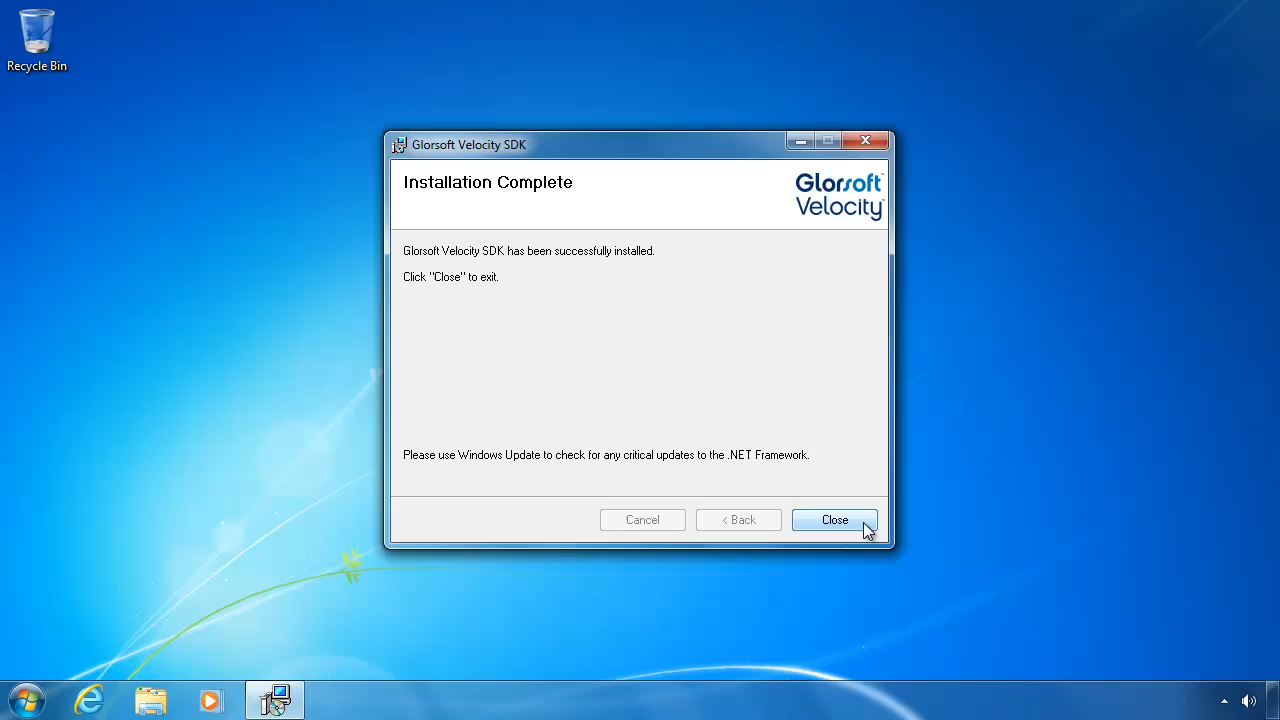 Recycle Bin
Glorsoft Velocity SDK
Installation Complete
Glorsoft
Velocity
Glorsoft Velocity SDK has been successfully installed.
Click "Close" to exit.
Please use Windows Update to check for any critical updates to the .NET Framework.
Cancel
< Back
Close